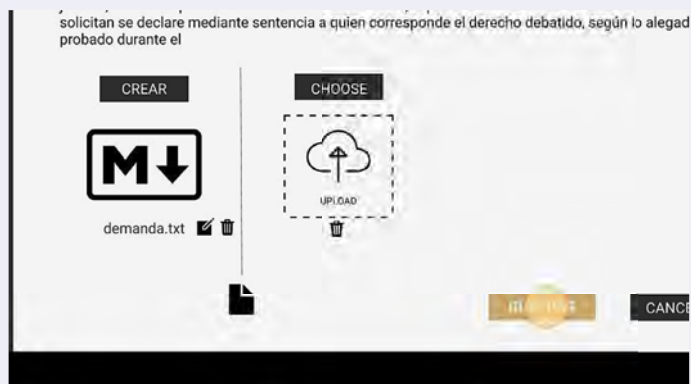 solicitan se declare mediante sentencia a quien corresponde el derecho debatido, según lo alegad
probado durante el
CREAR
CHOOSE
M
UPLOAD
demanda.txt
CANCE